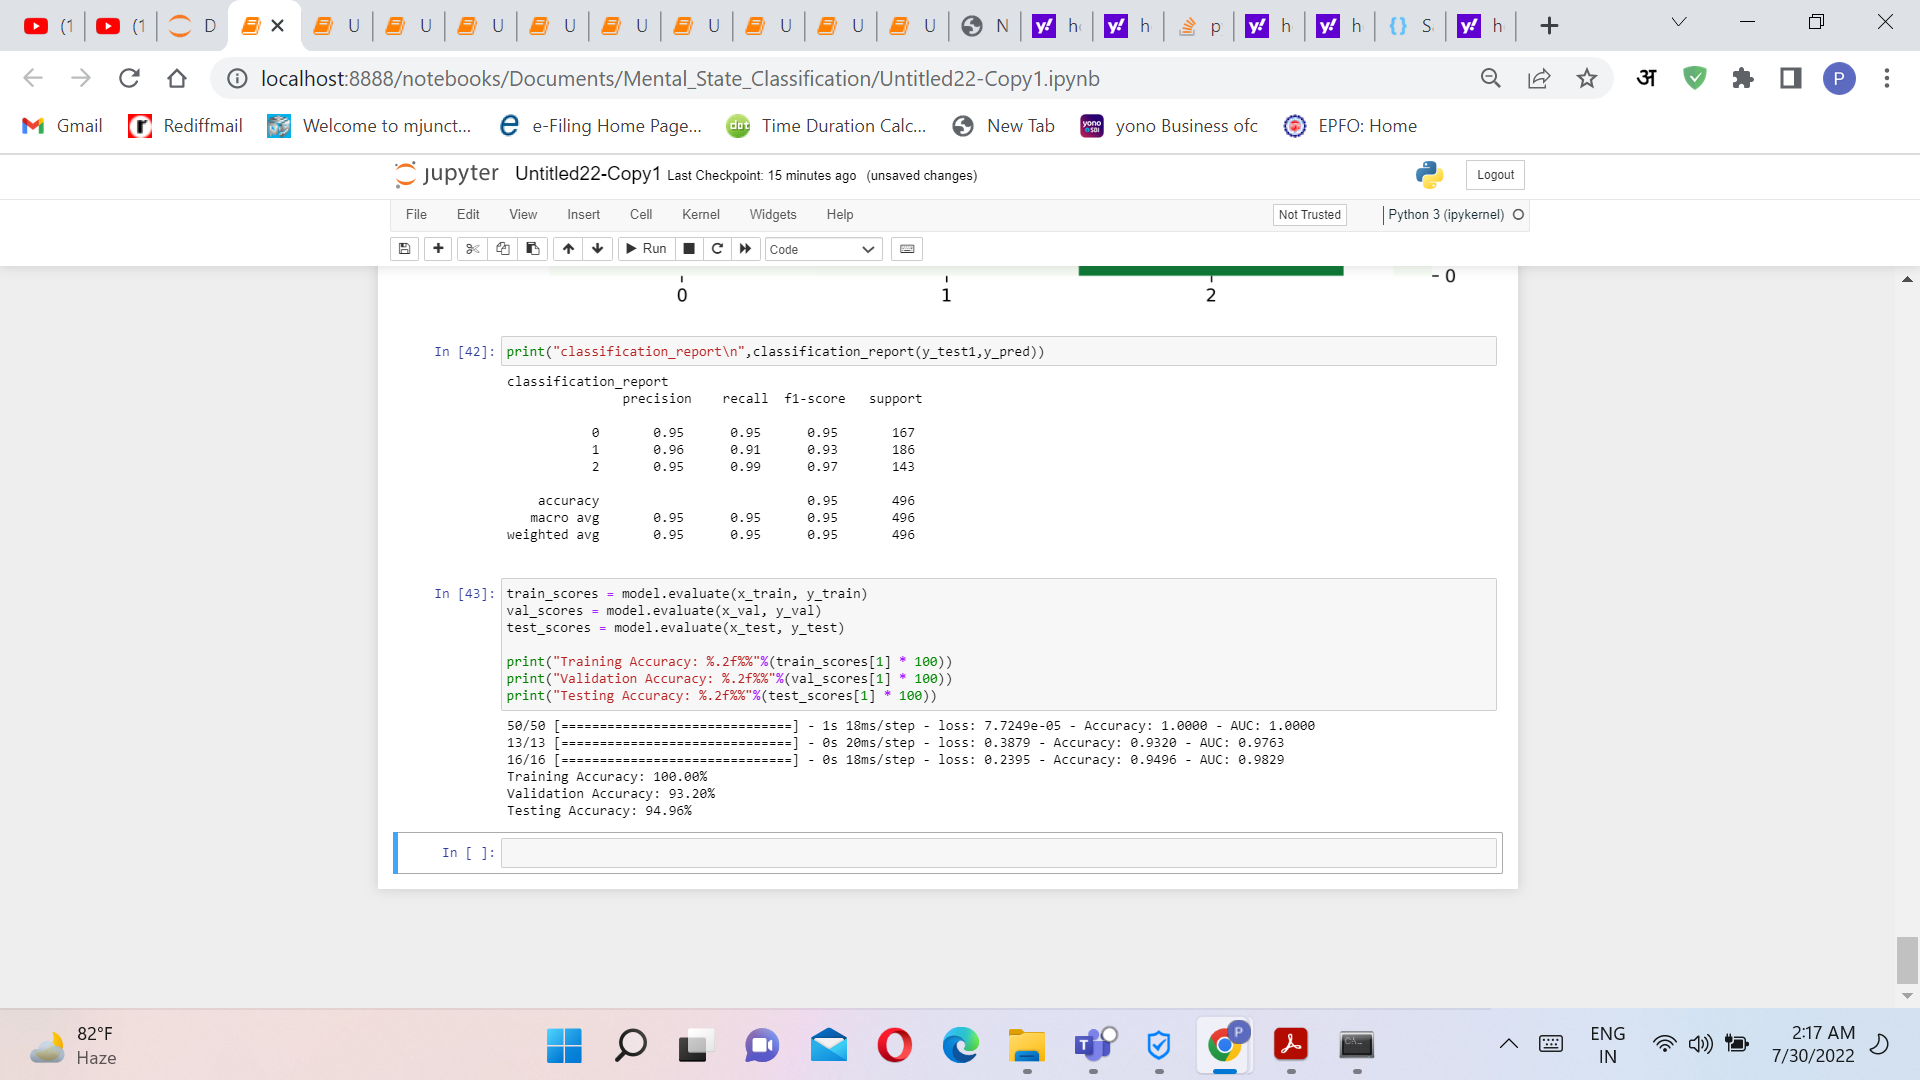 (1 (1 D U U U U U U U U U N h h p h h S h
localhost:8888/notebooks/Documents/Mental_State_Classification/Untitled22-Copy1.ipynb अ P
Gmail Rediffmail Welcome to mjunct... e-Filing Home Page... Time Duration Calc... New Tab yono Business ofc EPFO: Home
jupyter Untitled22-Copy1 Last Checkpoint: 15 minutes ago (unsaved changes) Logout
File Edit View Insert Cell Kernel Widgets Help Not Trusted Python 3 (ipykernel)
Run Code
- 0
0 1 2
In [42]: print("classification_report\n",classification_report(y_test1,y_pred))
classification_report
precision recall f1-score support
0 0.95 0.95 0.95 167
1 0.96 0.91 0.93 186
2 0.95 0.99 0.97 143
accuracy 0.95 496
macro avg 0.95 0.95 0.95 496
weighted avg 0.95 0.95 0.95 496
In [43]: train_scores = model.evaluate(x_train, y_train)
val_scores = model.evaluate(x_val, y_val)
test_scores = model.evaluate(x_test, y_test)
print("Training Accuracy: %.2f%%"%(train_scores[1] * 100))
print("Validation Accuracy: %.2f%%"%(val_scores[1] * 100))
print("Testing Accuracy: %.2f%%"%(test_scores[1] * 100))
50/50 [==============================] - 1s 18ms/step - loss: 7.7249e-05 - Accuracy: 1.0000 - AUC: 1.0000
13/13 [==============================] - 0s 20ms/step - loss: 0.3879 - Accuracy: 0.9320 - AUC: 0.9763
16/16 [==============================] - 0s 18ms/step - loss: 0.2395 - Accuracy: 0.9496 - AUC: 0.9829
Training Accuracy: 100.00%
Validation Accuracy: 93.20%
Testing Accuracy: 94.96%
In [ ]:
82°F
Haze
ENG
IN
2:17 AM
7/30/2022